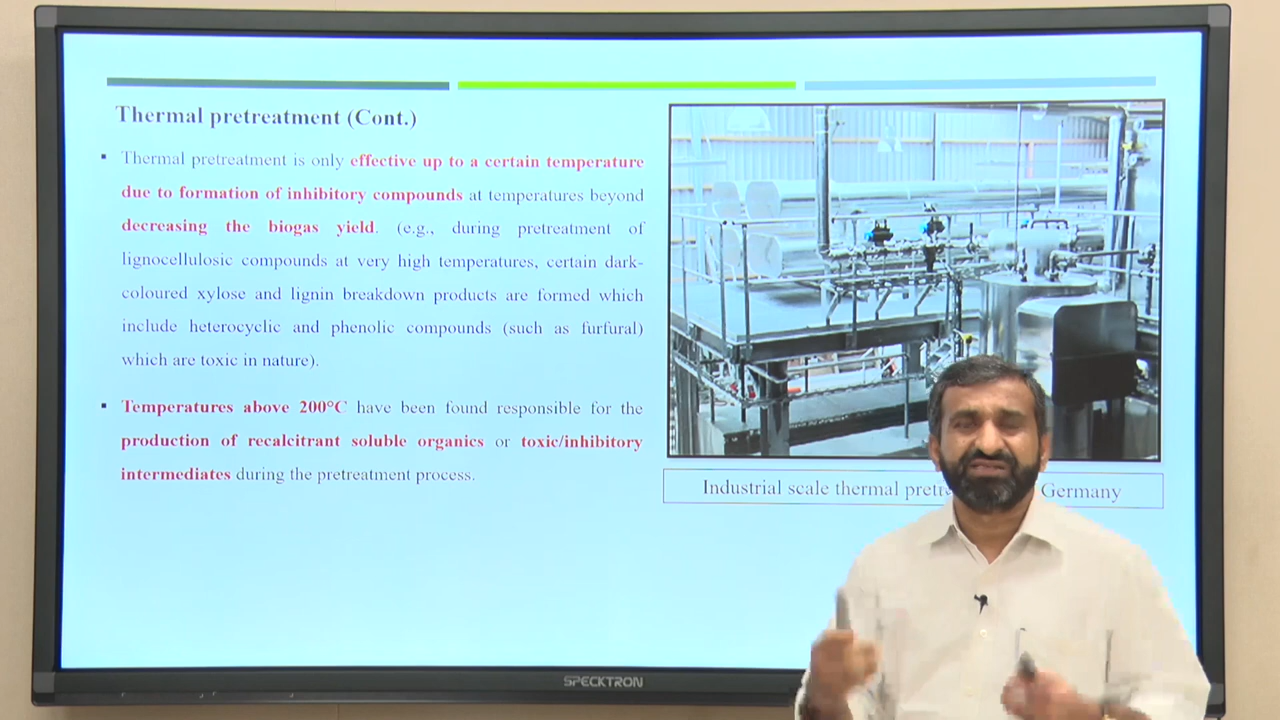 Thermal pretreatment (Cont.)
▪ Thermal pretreatment is only effective up to a certain temperature
due to formation of inhibitory compounds at temperatures beyond
decreasing the biogas yield. (e.g., during pretreatment of
lignocellulosic compounds at very high temperatures, certain dark-
coloured xylose and lignin breakdown products are formed which
include heterocyclic and phenolic compounds (such as furfural)
which are toxic in nature).
▪ Temperatures above 200°C have been found responsible for the
production of recalcitrant soluble organics or toxic/inhibitory
intermediates during the pretreatment process.
Industrial scale thermal Germany
SPECKTRON